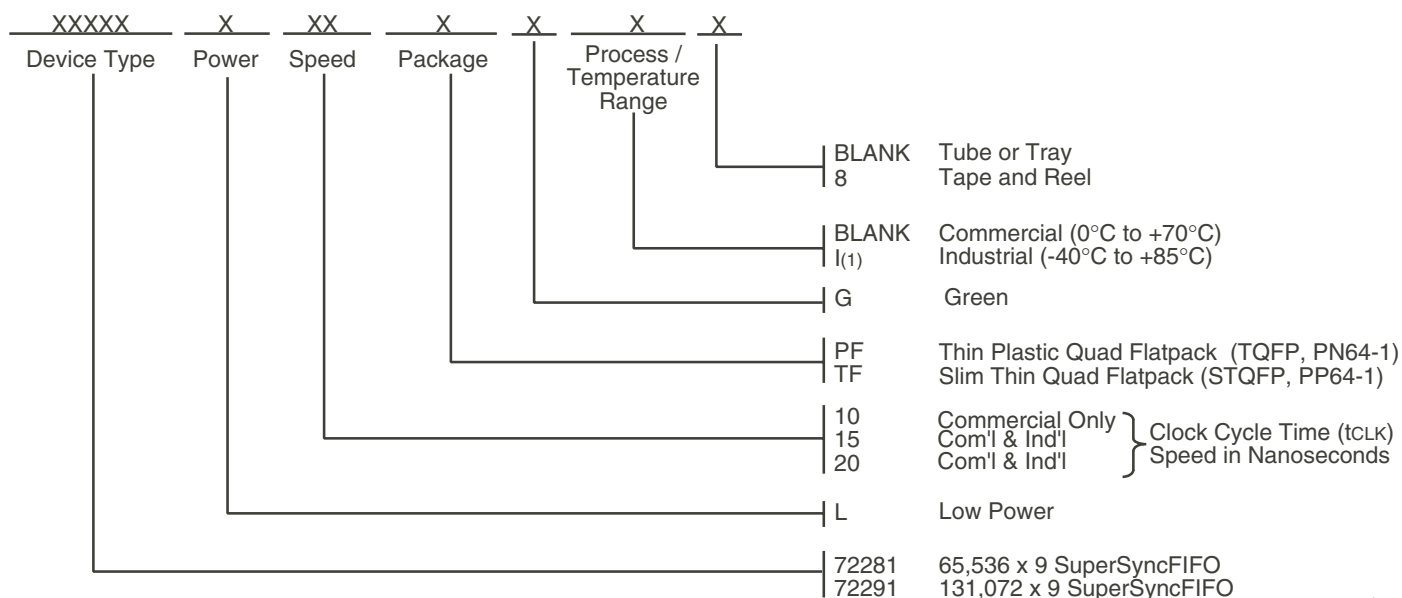 XXXXX X XX X X X X
Device Type Power Speed Package Process /
Temperature
Range
BLANK Tube or Tray
8 Tape and Reel
BLANK Commercial (0°C to +70°C)
I(1) Industrial (-40°C to +85°C)
G Green
PF Thin Plastic Quad Flatpack (TQFP, PN64-1)
TF Slim Thin Quad Flatpack (STQFP, PP64-1)
10 Commercial Only
15 Com'l & Ind'l
20 Com'l & Ind'l
Clock Cycle Time (tCLK)
Speed in Nanoseconds
L Low Power
72281 65,536 x 9 SuperSyncFIFO
72291 131,072 x 9 SuperSyncFIFO